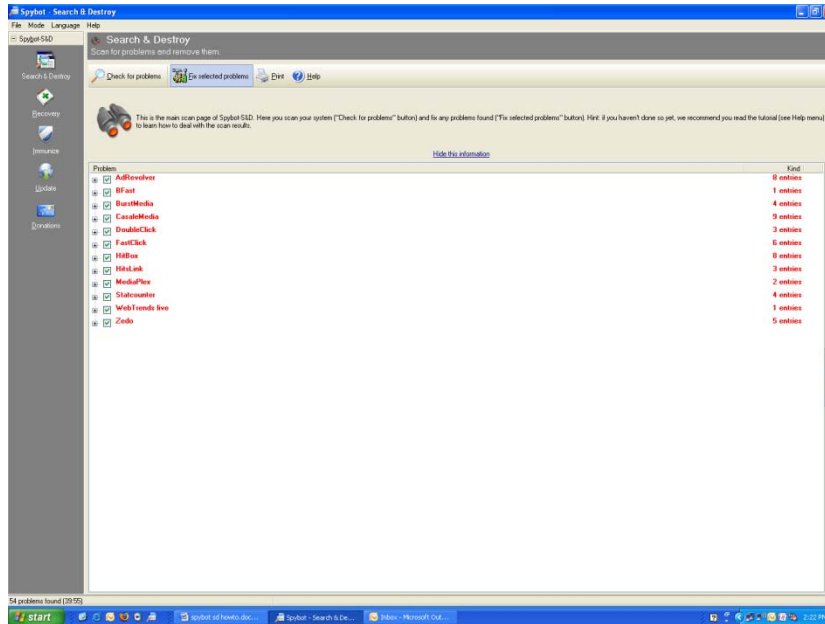 Spybot - Search & Destroy
File Mode Language Help
Spybot-S&D
Search & Destroy
Recovery
Immunize
Update
Donations
Search & Destroy
Scan for problems and remove them.
Check for problems Fix selected problems Print Help
This is the main scan page of Spybot-S&D. Here you scan your system ("Check for problems" button) and fix any problems found ("Fix selected problems" button). Hint: if you haven't done so yet, we recommend you read the tutorial (see Help menu)
to learn how to deal with the scan results.
Hide this information
Problem Kind
AdRevolver 8 entries
BFast 1 entries
BurstMedia 4 entries
CasaleMedia 9 entries
DoubleClick 3 entries
FastClick 6 entries
HitBox 8 entries
HitsLink 3 entries
MediaPlex 2 entries
Statcounter 4 entries
WebTrends live 1 entries
Zedo 5 entries
54 problems found (39:55)
start spybot sd howto.doc... Spybot - Search & De... Inbox - Microsoft Out... 2:22 PM